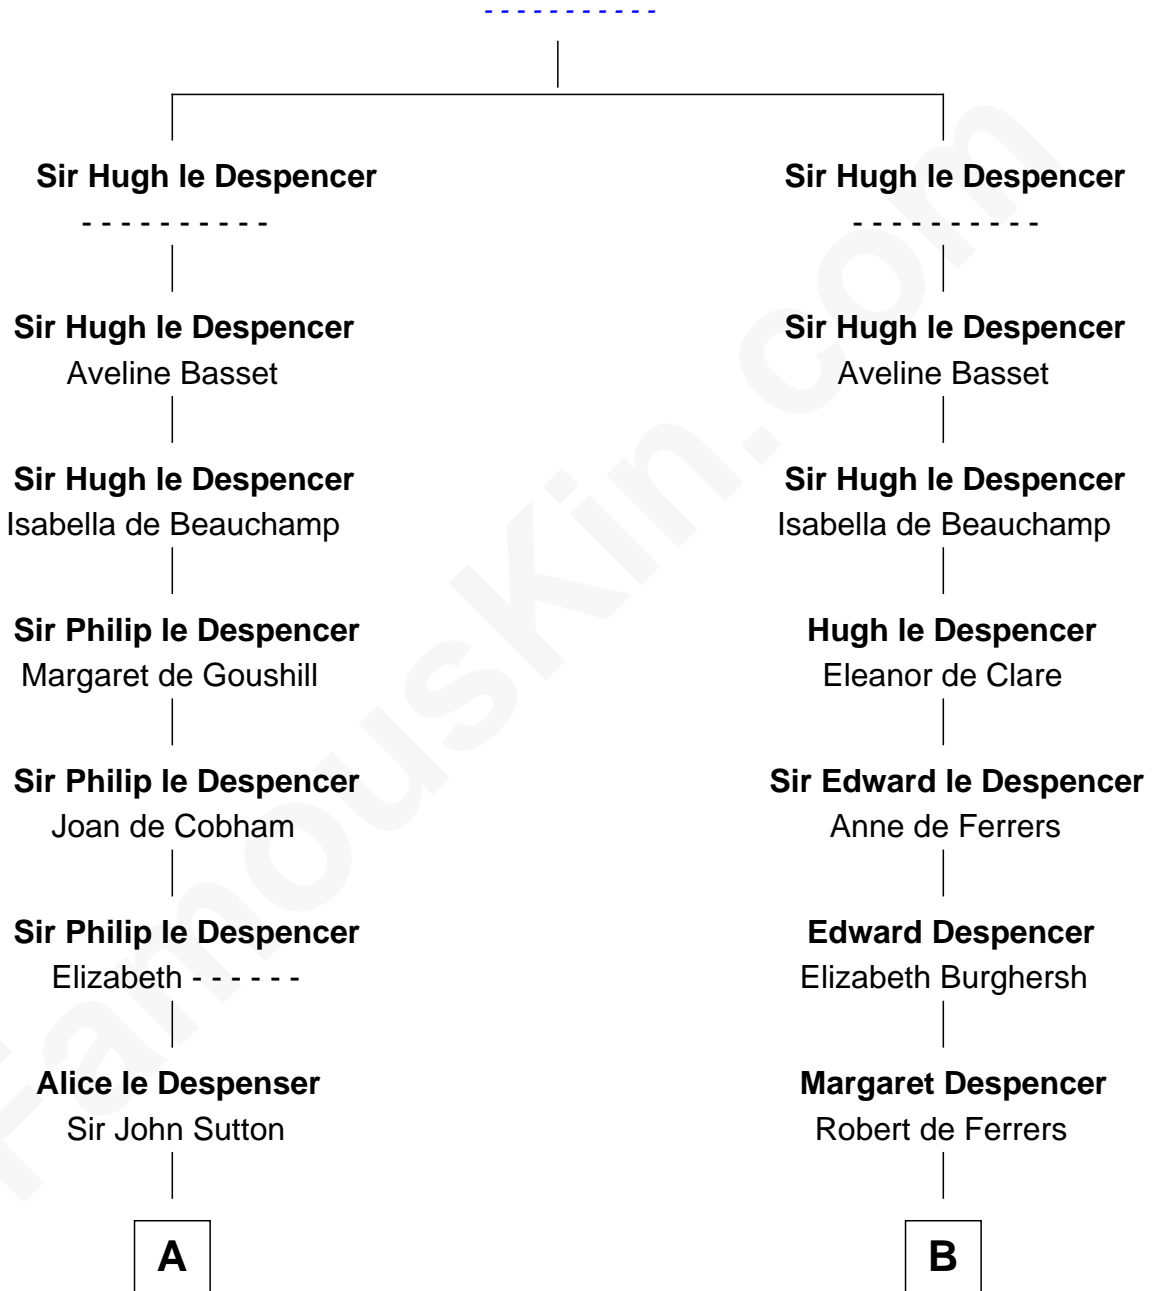 - - - - - - - - - - -
Sir Hugh le Despencer
- - - - - - - - - -
Sir Hugh le Despencer
Aveline Basset
Sir Hugh le Despencer
Isabella de Beauchamp
Sir Philip le Despencer
Margaret de Goushill
Sir Philip le Despencer
Joan de Cobham
Sir Philip le Despencer
Elizabeth - - - - - -
Alice le Despenser
Sir John Sutton
A
Sir Hugh le Despencer
- - - - - - - - - -
Sir Hugh le Despencer
Aveline Basset
Sir Hugh le Despencer
Isabella de Beauchamp
Hugh le Despencer
Eleanor de Clare
Sir Edward le Despencer
Anne de Ferrers
Edward Despencer
Elizabeth Burghersh
Margaret Despencer
Robert de Ferrers
B
FamousKin.com